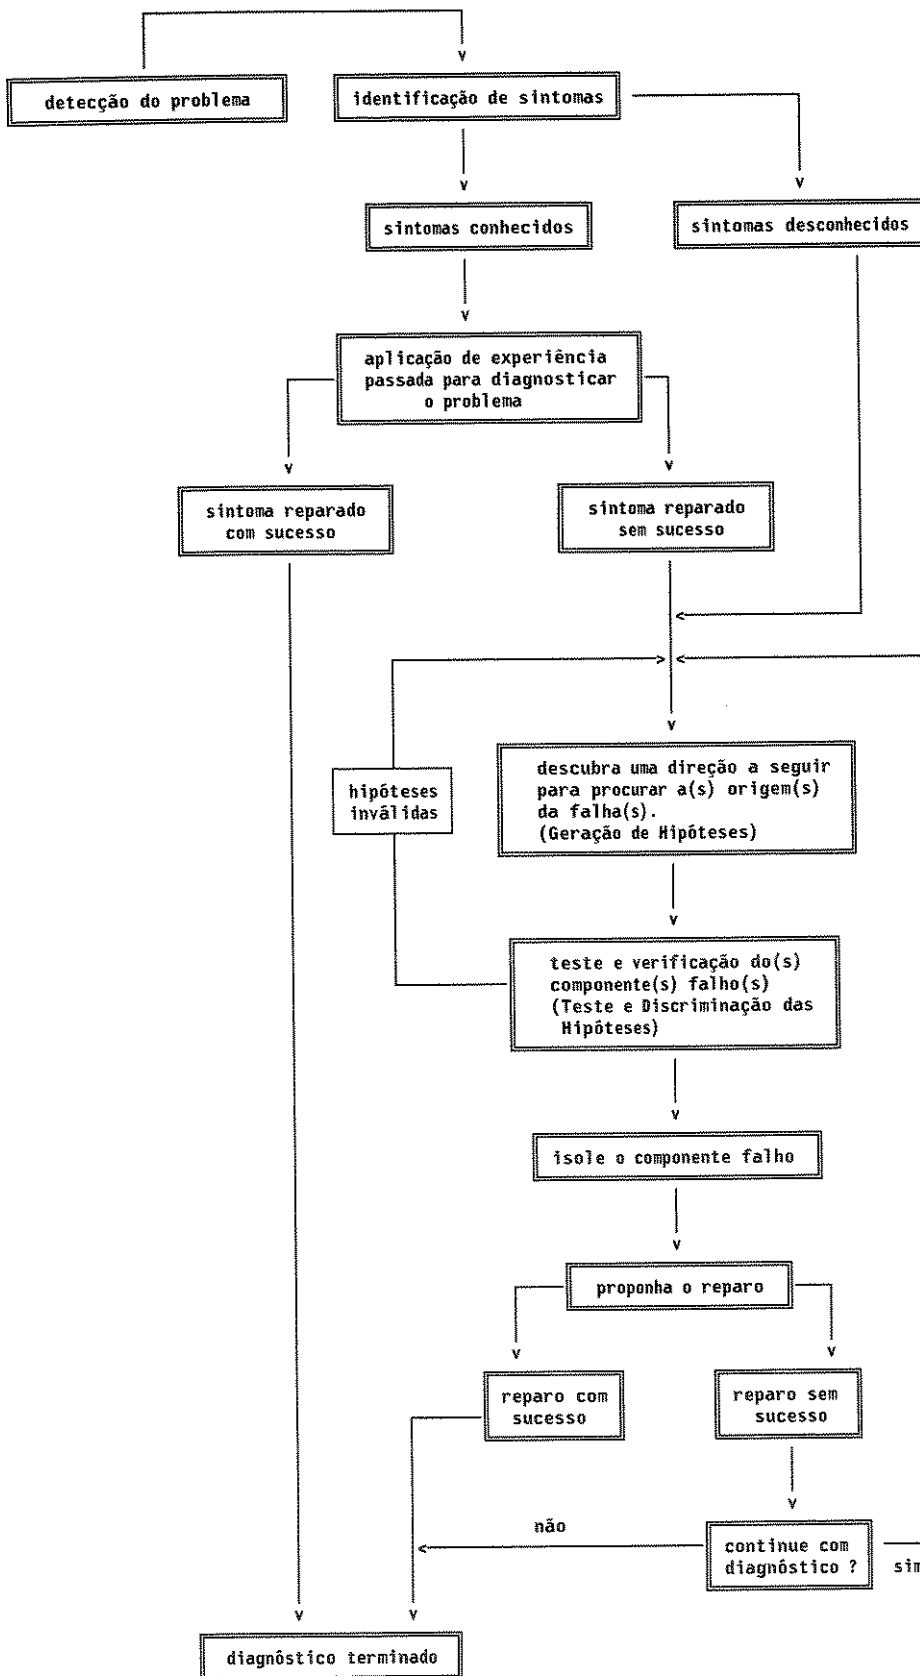 detecção do problema
identificação de sintomas
sintomas conhecidos
sintomas desconhecidos
aplicação de experiência
passada para diagnosticar
o problema
sintoma reparado
com sucesso
sintoma reparado
sem sucesso
hipóteses
inválidas
descubra uma direção a seguir
para procurar a(s) origem(s)
da falha(s).
(Geração de Hipóteses)
teste e verificação do(s)
componente(s) falho(s)
(Teste e Discriminação das
Hipóteses)
isole o componente falho
proponha o reparo
reparo com
sucesso
reparo sem
sucesso
não
continue com
diagnóstico ?
sim
diagnóstico terminado